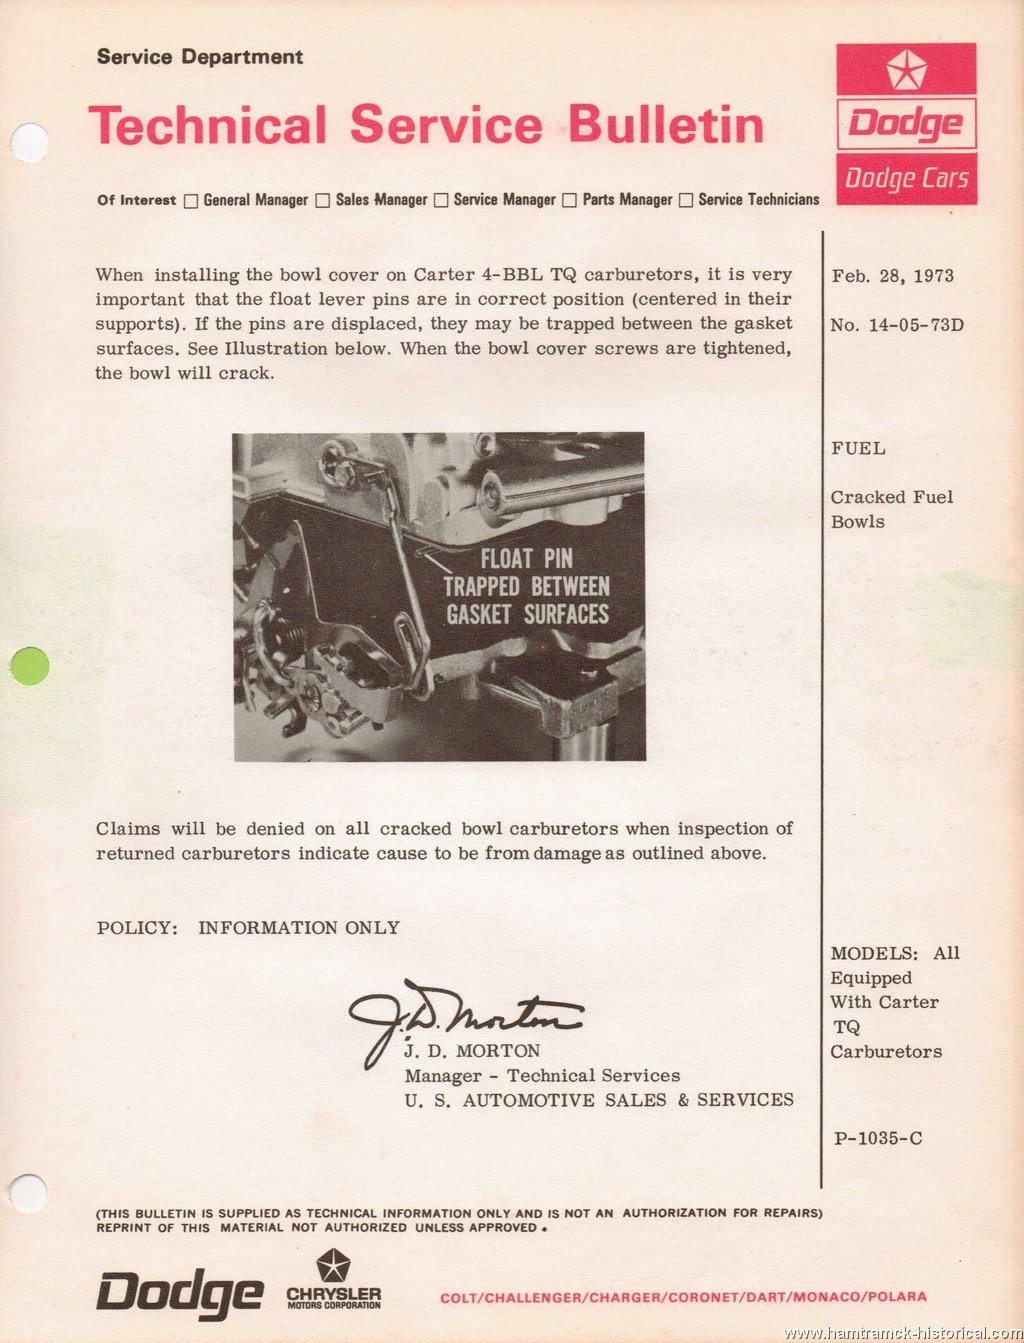 Service Department
Technical Service Bulletin
Dodge
Dodge Cars
Of Interest □ General Manager □ Sales Manager □ Service Manager □ Parts Manager □ Service Technicians
When installing the bowl cover on Carter 4-BBL TQ carburetors, it is very
important that the float lever pins are in correct position (centered in their
supports). If the pins are displaced, they may be trapped between the gasket
surfaces. See Illustration below. When the bowl cover screws are tightened,
the bowl will crack.
Feb. 28, 1973
No. 14-05-73D
FUEL
Cracked Fuel
Bowls
FLOAT PIN
TRAPPED BETWEEN
GASKET SURFACES
Claims will be denied on all cracked bowl carburetors when inspection of
returned carburetors indicate cause to be from damage as outlined above.
POLICY: INFORMATION ONLY
J. D. Morton
J. D. MORTON
Manager - Technical Services
U. S. AUTOMOTIVE SALES & SERVICES
MODELS: All
Equipped
With Carter
TQ
Carburetors
P-1035-C
(THIS BULLETIN IS SUPPLIED AS TECHNICAL INFORMATION ONLY AND IS NOT AN AUTHORIZATION FOR REPAIRS)
REPRINT OF THIS MATERIAL NOT AUTHORIZED UNLESS APPROVED.
Dodge
CHRYSLER
MOTORS CORPORATION
COLT/CHALLENGER/CHARGER/CORONET/DART/MONACO/POLARA
www.hamtramck-historical.com